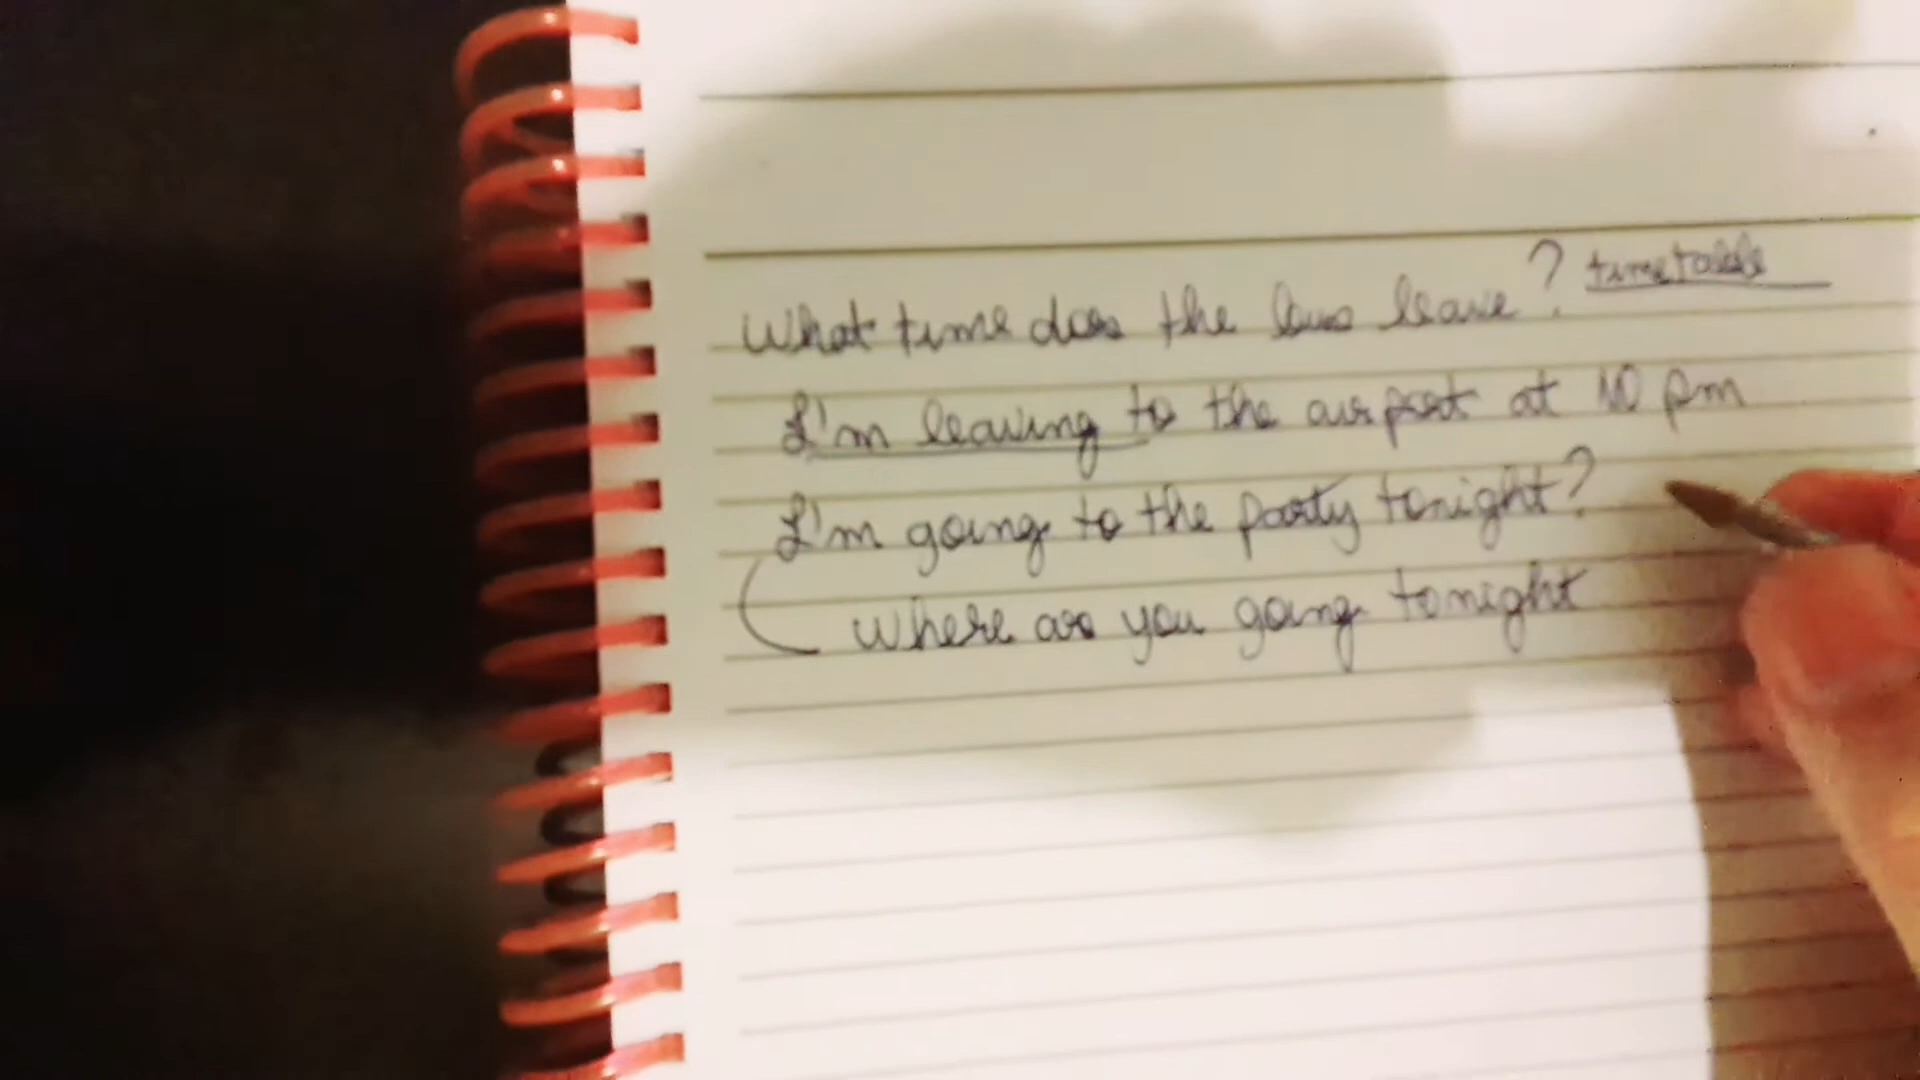 What time does the bus leave? timetable
I'm leaving to the airport at 10 pm
I'm going to the party tonight?
Where are you going tonight